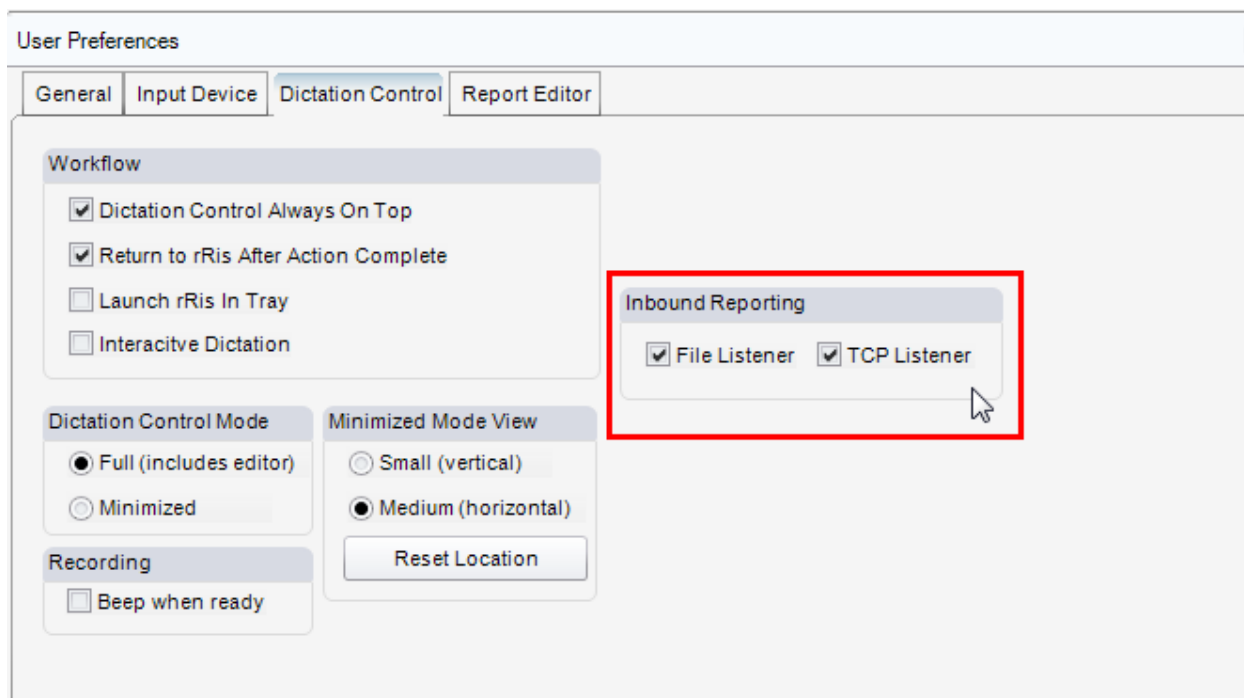 User Preferences
General Input Device Dictation Control Report Editor
Workflow
Dictation Control Always On Top
Return to rRis After Action Complete
Launch rRis In Tray
Interacitve Dictation
Inbound Reporting
File Listener TCP Listener
Dictation Control Mode
Full (includes editor)
Minimized
Minimized Mode View
Small (vertical)
Medium (horizontal)
Reset Location
Recording
Beep when ready